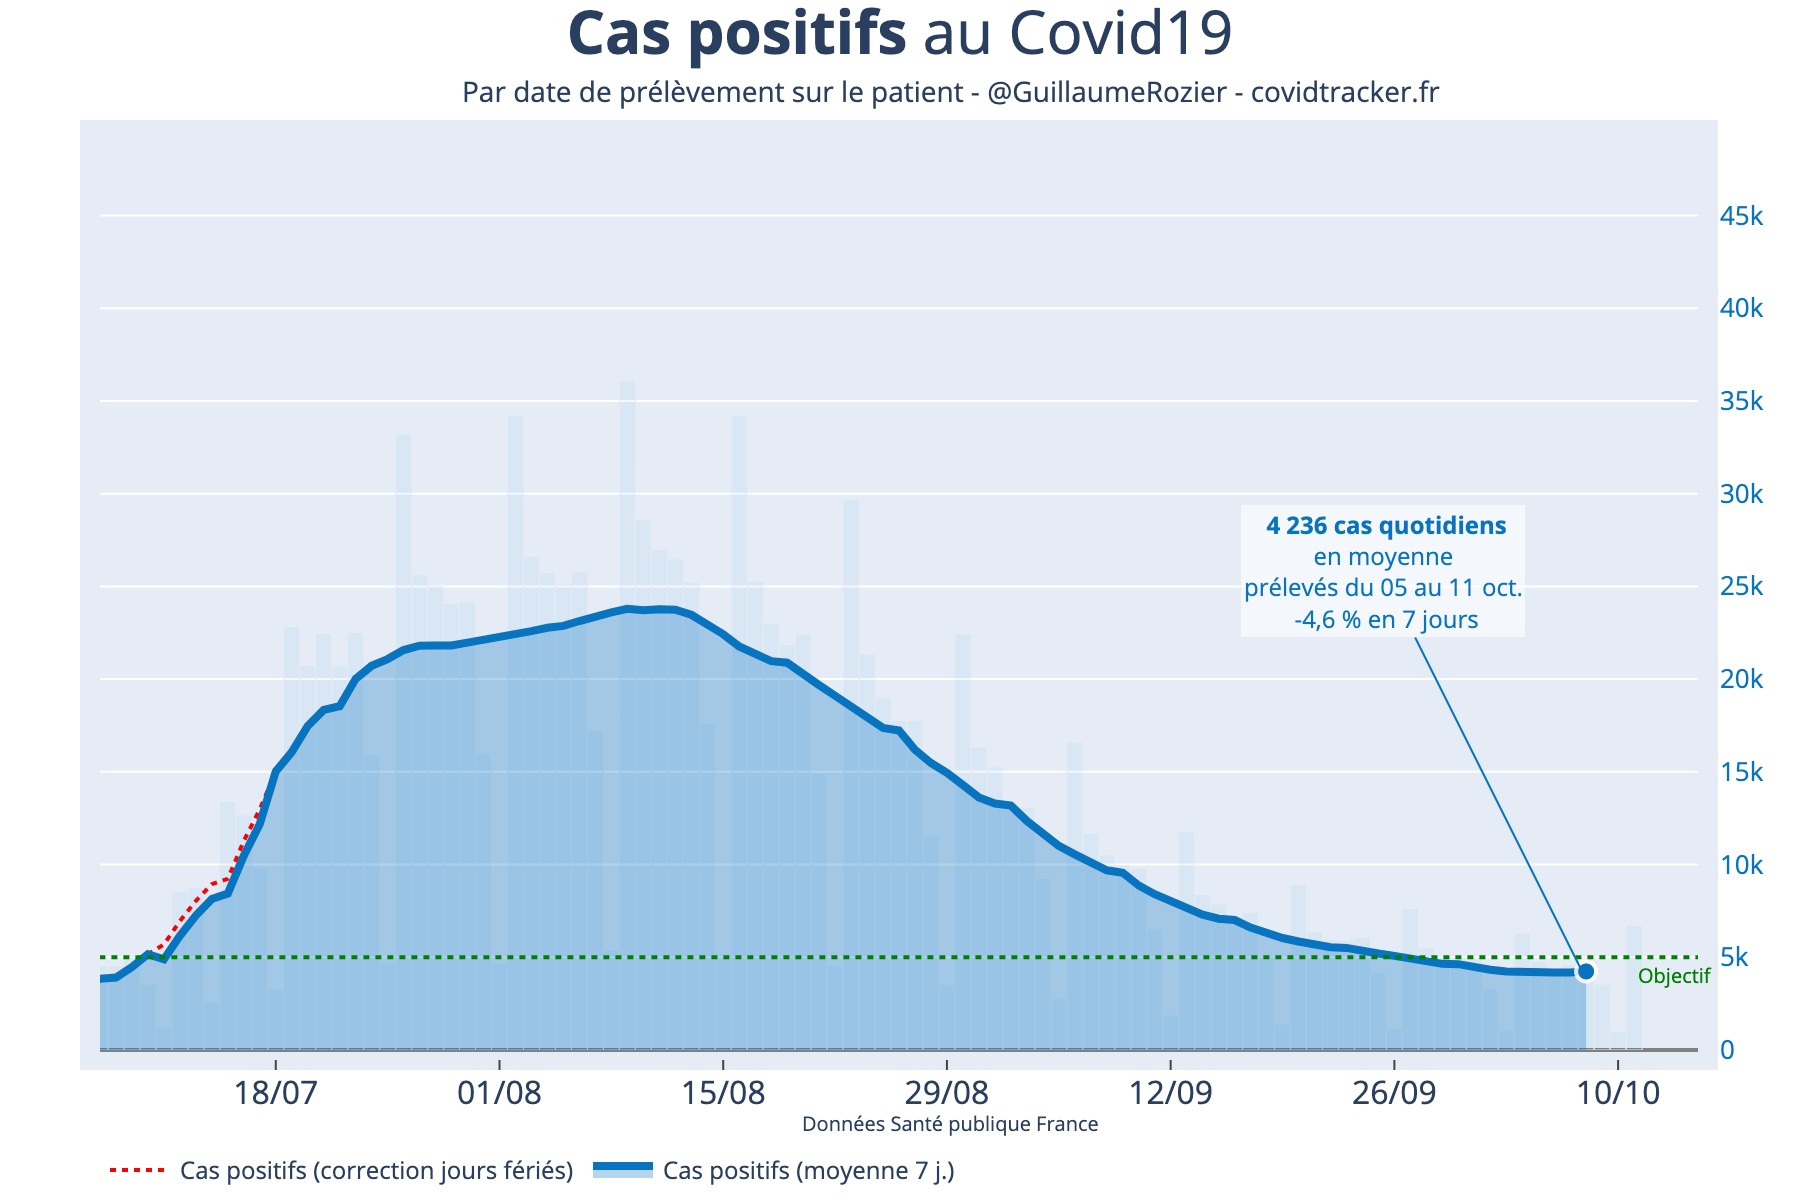 Cas positifs au Covid19
Par date de prélèvement sur le patient - @GuillaumeRozier - covidtracker.fr
45k
40k
35k
30k
4 236 cas quotidiens
en moyenne
prélevés du 05 au 11 oct.
-4,6 % en 7 jours
25k
20k
15k
10k
5k
Objectif
0
18/07 01/08 15/08 29/08 12/09 26/09 10/10
Données Santé publique France
Cas positifs (correction jours fériés) Cas positifs (moyenne 7 j.)